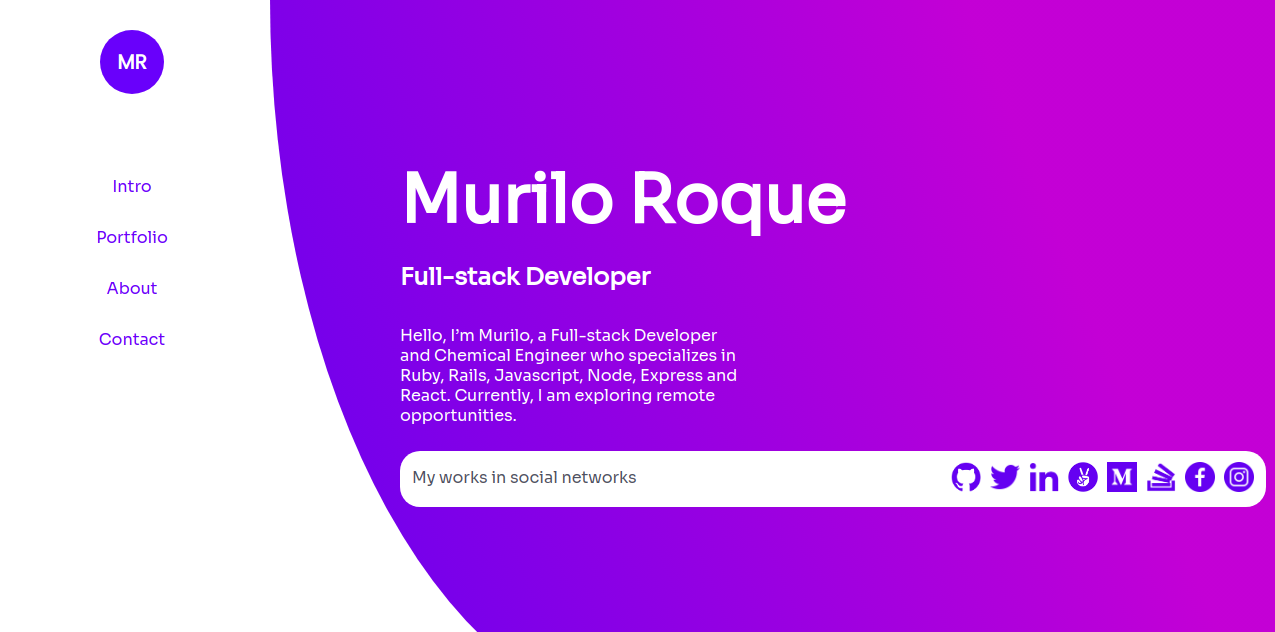 MR
Intro
Portfolio
About
Contact
Murilo Roque
Full-stack Developer
Hello, I’m Murilo, a Full-stack Developer
and Chemical Engineer who specializes in
Ruby, Rails, Javascript, Node, Express and
React. Currently, I am exploring remote
opportunities.
My works in social networks